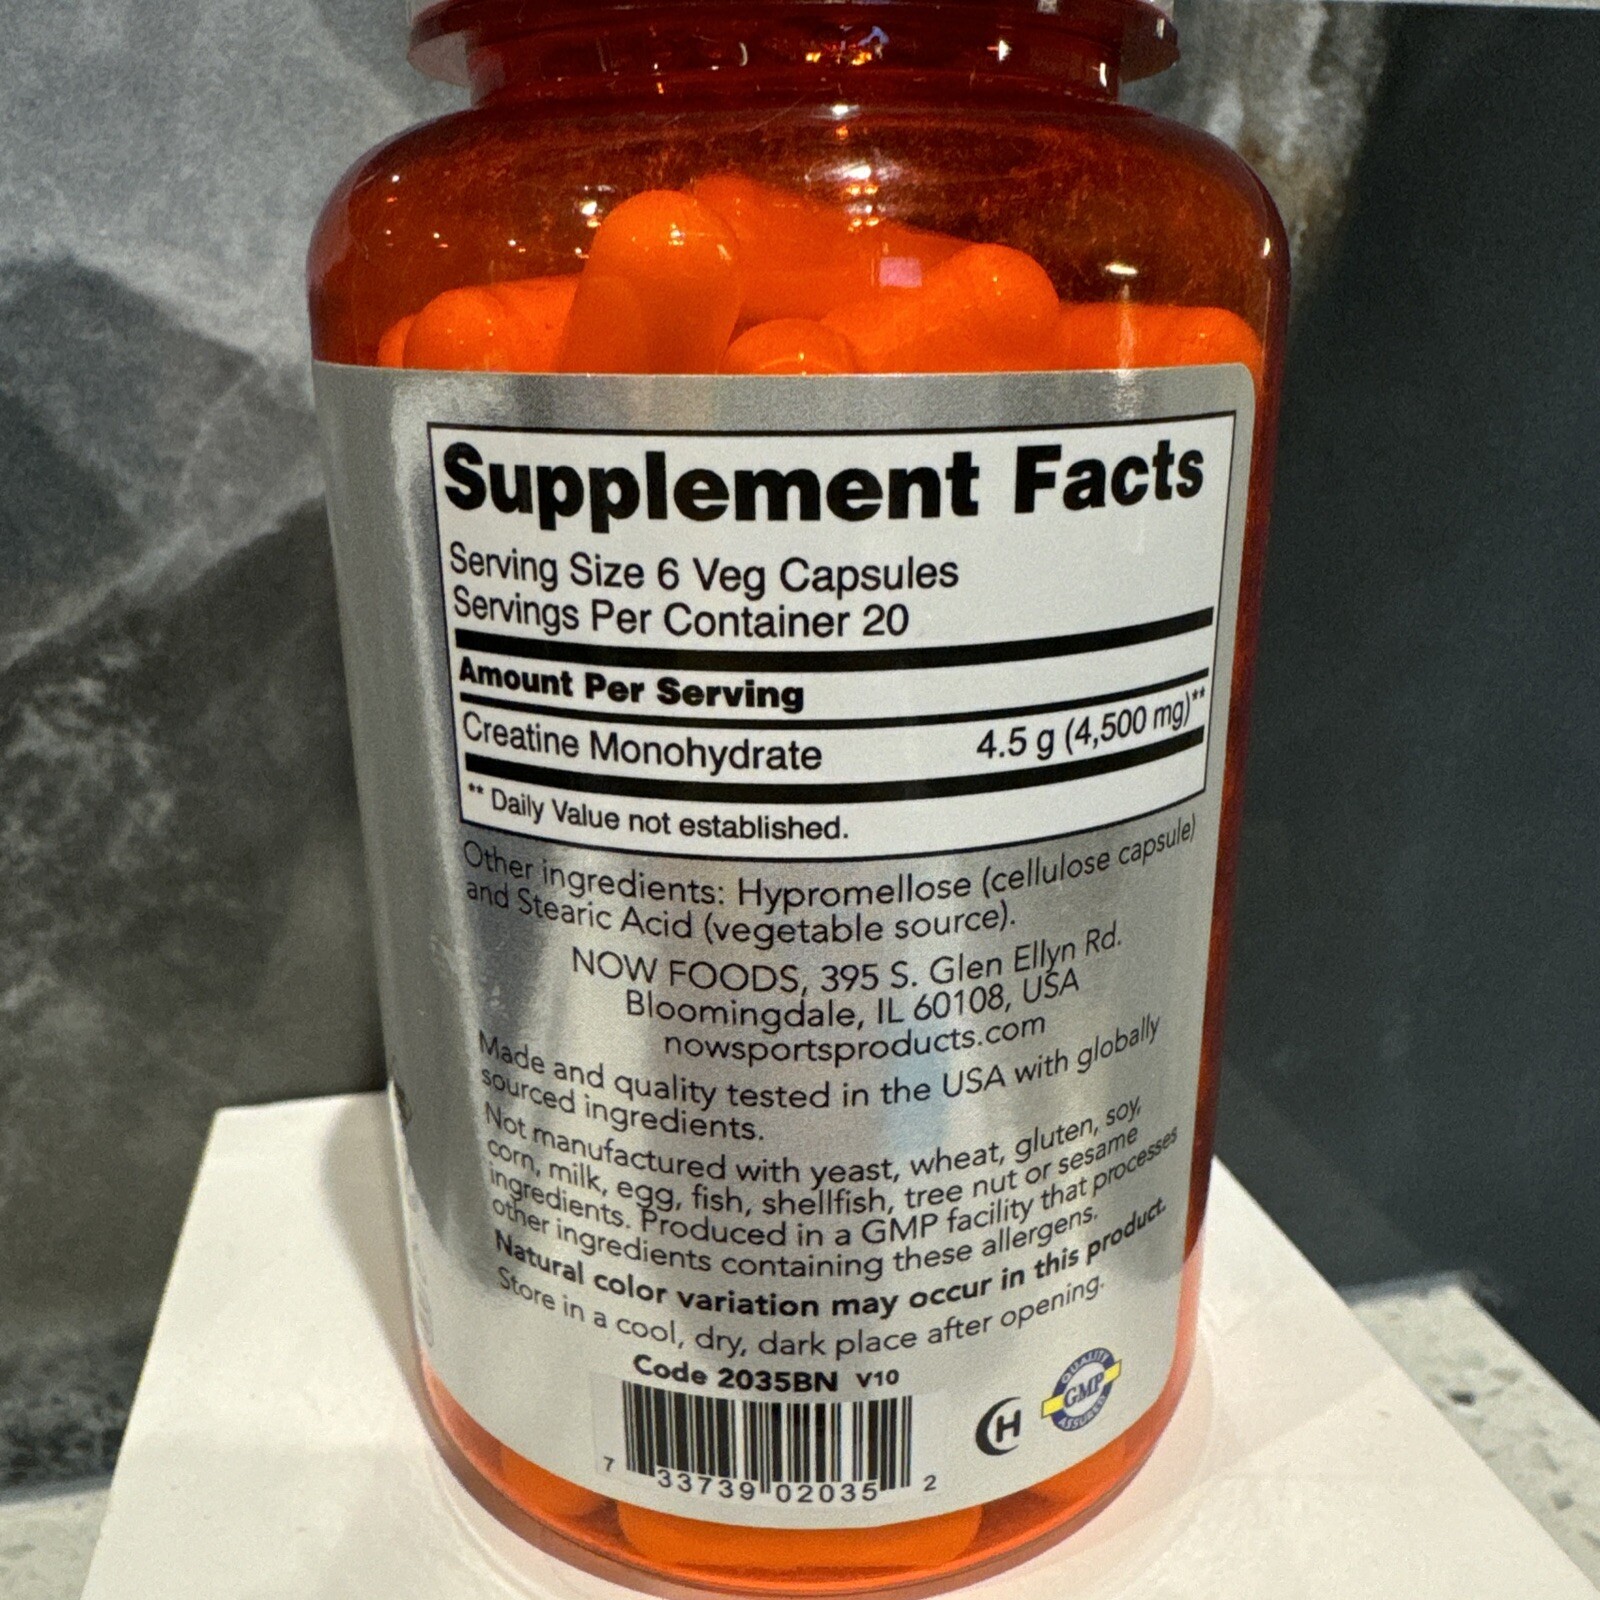 Supplement Facts
Serving Size 6 Veg Capsules
Servings Per Container 20
Amount Per Serving
Creatine Monohydrate 4.5 g (4,500 mg)**
** Daily Value not established.
Other ingredients: Hypromellose (cellulose capsule)
and Stearic Acid (vegetable source).
NOW FOODS, 395 S. Glen Ellyn Rd.
Bloomingdale, IL 60108, USA
nowsportsproducts.com
Made and quality tested in the USA with globally
sourced ingredients.
Not manufactured with yeast, wheat, gluten, soy,
corn, milk, egg, fish, shellfish, tree nut or sesame
ingredients. Produced in a GMP facility that processes
other ingredients containing these allergens.
Natural color variation may occur in this product.
Store in a cool, dry, dark place after opening.
Code 2035BN V10
7 33739 02035 2
H
QUALITY
GMP
ASSURED